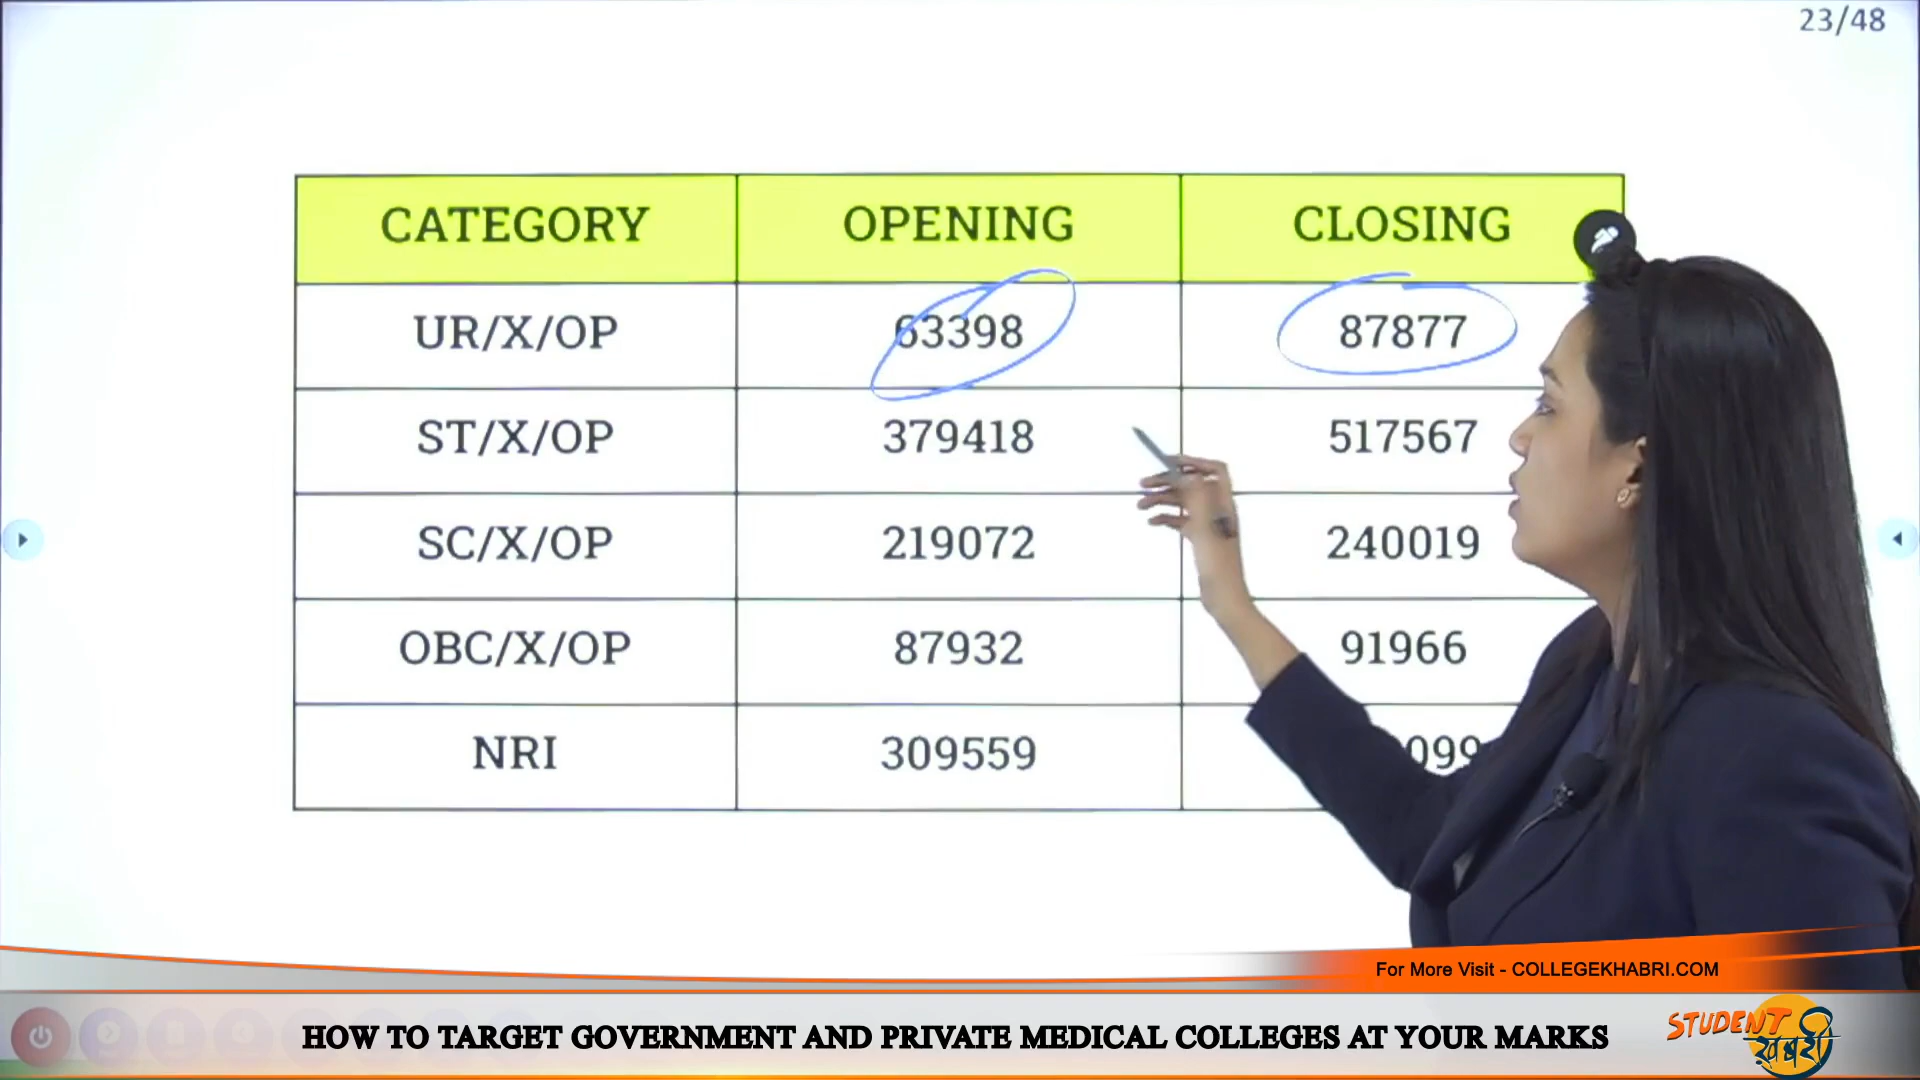 23/48
CATEGORY OPENING CLOSING
UR/X/OP 63398 87877
ST/X/OP 379418 517567
SC/X/OP 219072 240019
OBC/X/OP 87932 91966
NRI 309559
For More Visit - COLLEGEKHABRI.COM
HOW TO TARGET GOVERNMENT AND PRIVATE MEDICAL COLLEGES AT YOUR MARKS
STUDENT
खबरी